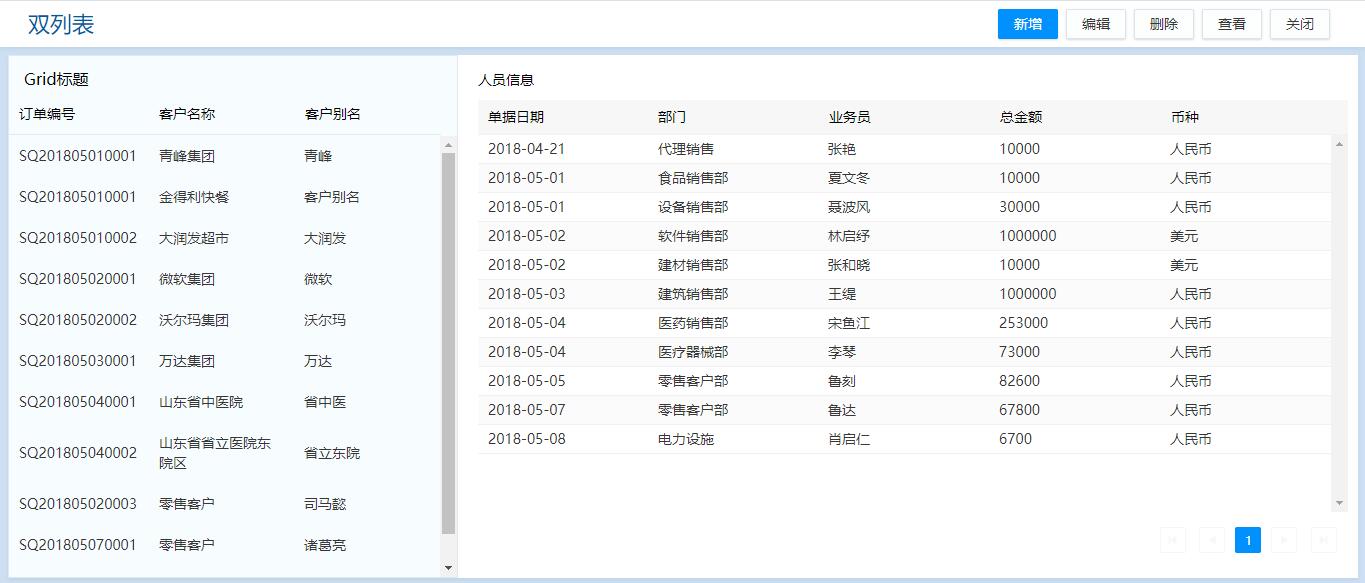 双列表
新增 编辑 删除 查看 关闭
Grid标题
订单编号 客户名称 客户别名
SQ201805010001 青峰集团 青峰
SQ201805010001 金得利快餐 客户别名
SQ201805010002 大润发超市 大润发
SQ201805020001 微软集团 微软
SQ201805020002 沃尔玛集团 沃尔玛
SQ201805030001 万达集团 万达
SQ201805040001 山东省中医院 省中医
SQ201805040002 山东省省立医院东院区 省立东院
SQ201805020003 零售客户 司马懿
SQ201805070001 零售客户 诸葛亮
人员信息
单据日期 部门 业务员 总金额 币种
2018-04-21 代理销售 张艳 10000 人民币
2018-05-01 食品销售部 夏文冬 10000 人民币
2018-05-01 设备销售部 聂波风 30000 人民币
2018-05-02 软件销售部 林启纾 1000000 美元
2018-05-02 建材销售部 张和晓 10000 美元
2018-05-03 建筑销售部 王缇 1000000 人民币
2018-05-04 医药销售部 宋鱼江 253000 人民币
2018-05-04 医疗器械部 李琴 73000 人民币
2018-05-05 零售客户部 鲁刻 82600 人民币
2018-05-07 零售客户部 鲁达 67800 人民币
2018-05-08 电力设施 肖启仁 6700 人民币
1